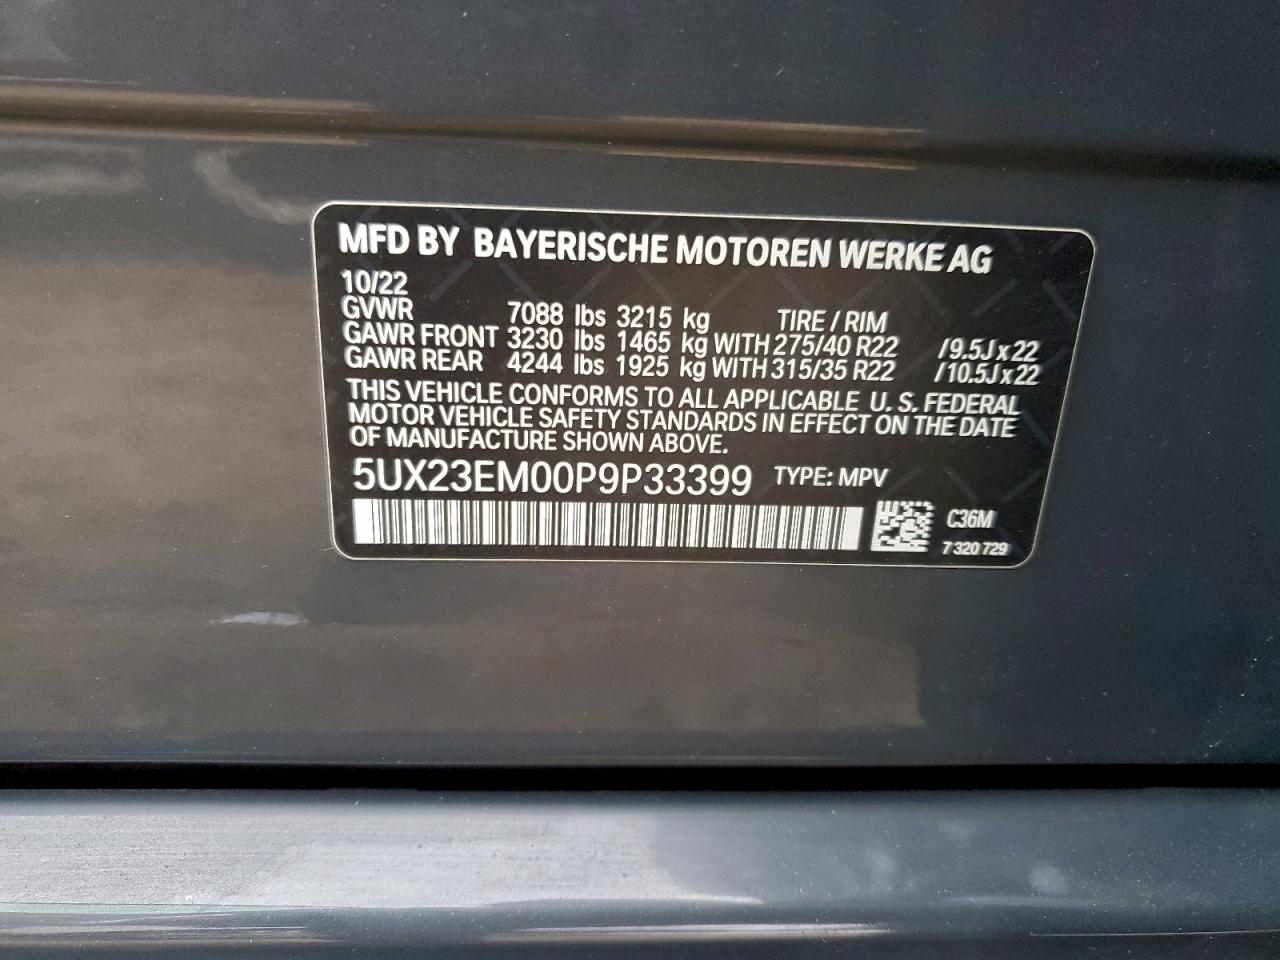 MFD BY BAYERISCHE MOTOREN WERKE AG
10/22
GVWR 7088 lbs 3215 kg TIRE / RIM
GAWR FRONT 3230 lbs 1465 kg WITH 275/40 R22 /9.5J x 22
GAWR REAR 4244 lbs 1925 kg WITH 315/35 R22 /10.5J x 22
THIS VEHICLE CONFORMS TO ALL APPLICABLE U. S. FEDERAL
MOTOR VEHICLE SAFETY STANDARDS IN EFFECT ON THE DATE
OF MANUFACTURE SHOWN ABOVE.
5UX23EM00P9P33399 TYPE: MPV
C36M
7 320 729